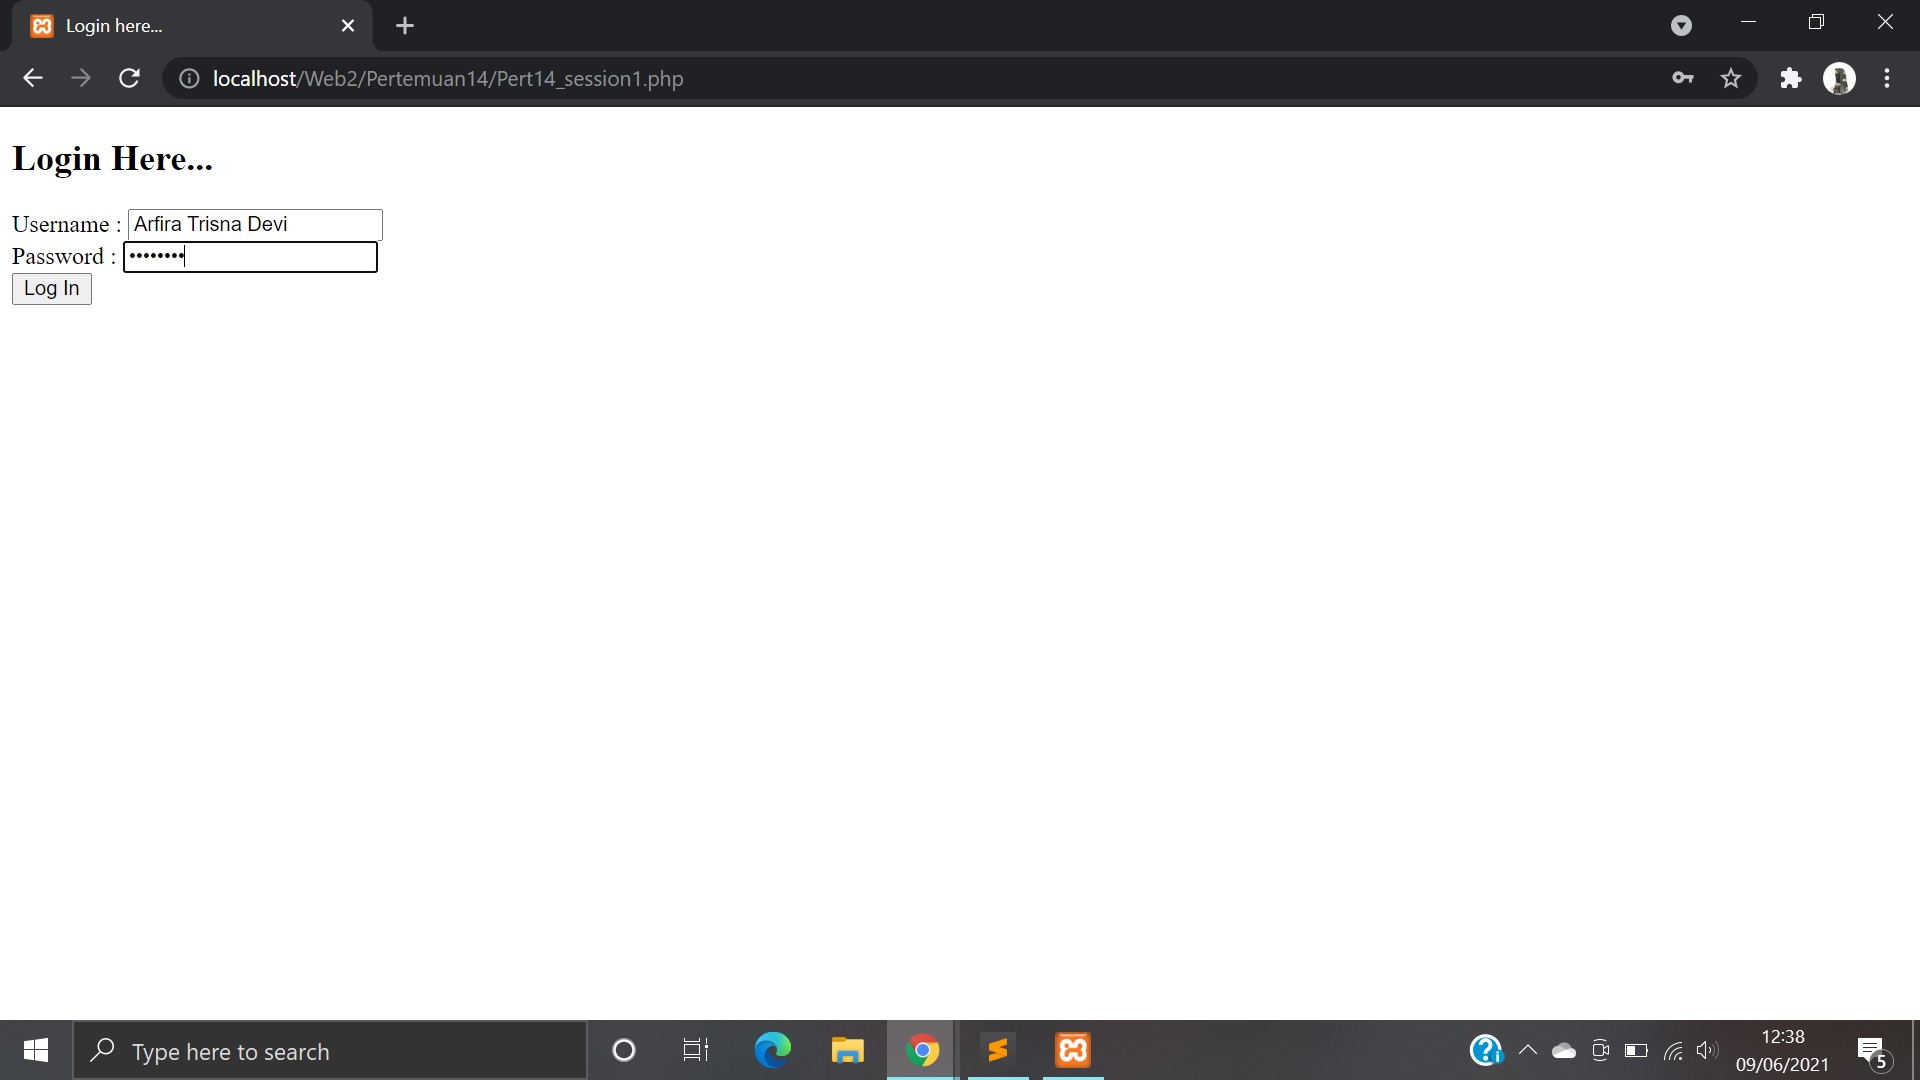 Login here...
localhost/Web2/Pertemuan14/Pert14_session1.php
Login Here...
Username : Arfira Trisna Devi
Password : ••••••••
Log In
Type here to search
12:38
09/06/2021
5